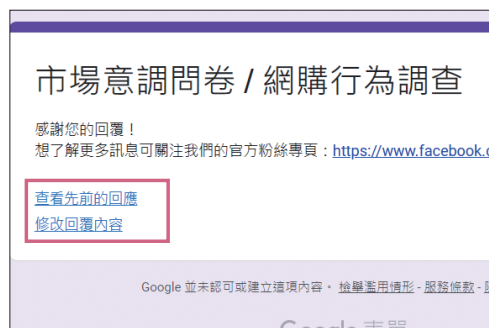 市場意調問卷 / 網購行為調查
感謝您的回覆！
想了解更多訊息可關注我們的官方粉絲專頁：https://www.facebook.
查看先前的回應
修改回覆內容
Google 並未認可或建立這項內容。 檢舉濫用情形 - 服務條款 -
Google 表單